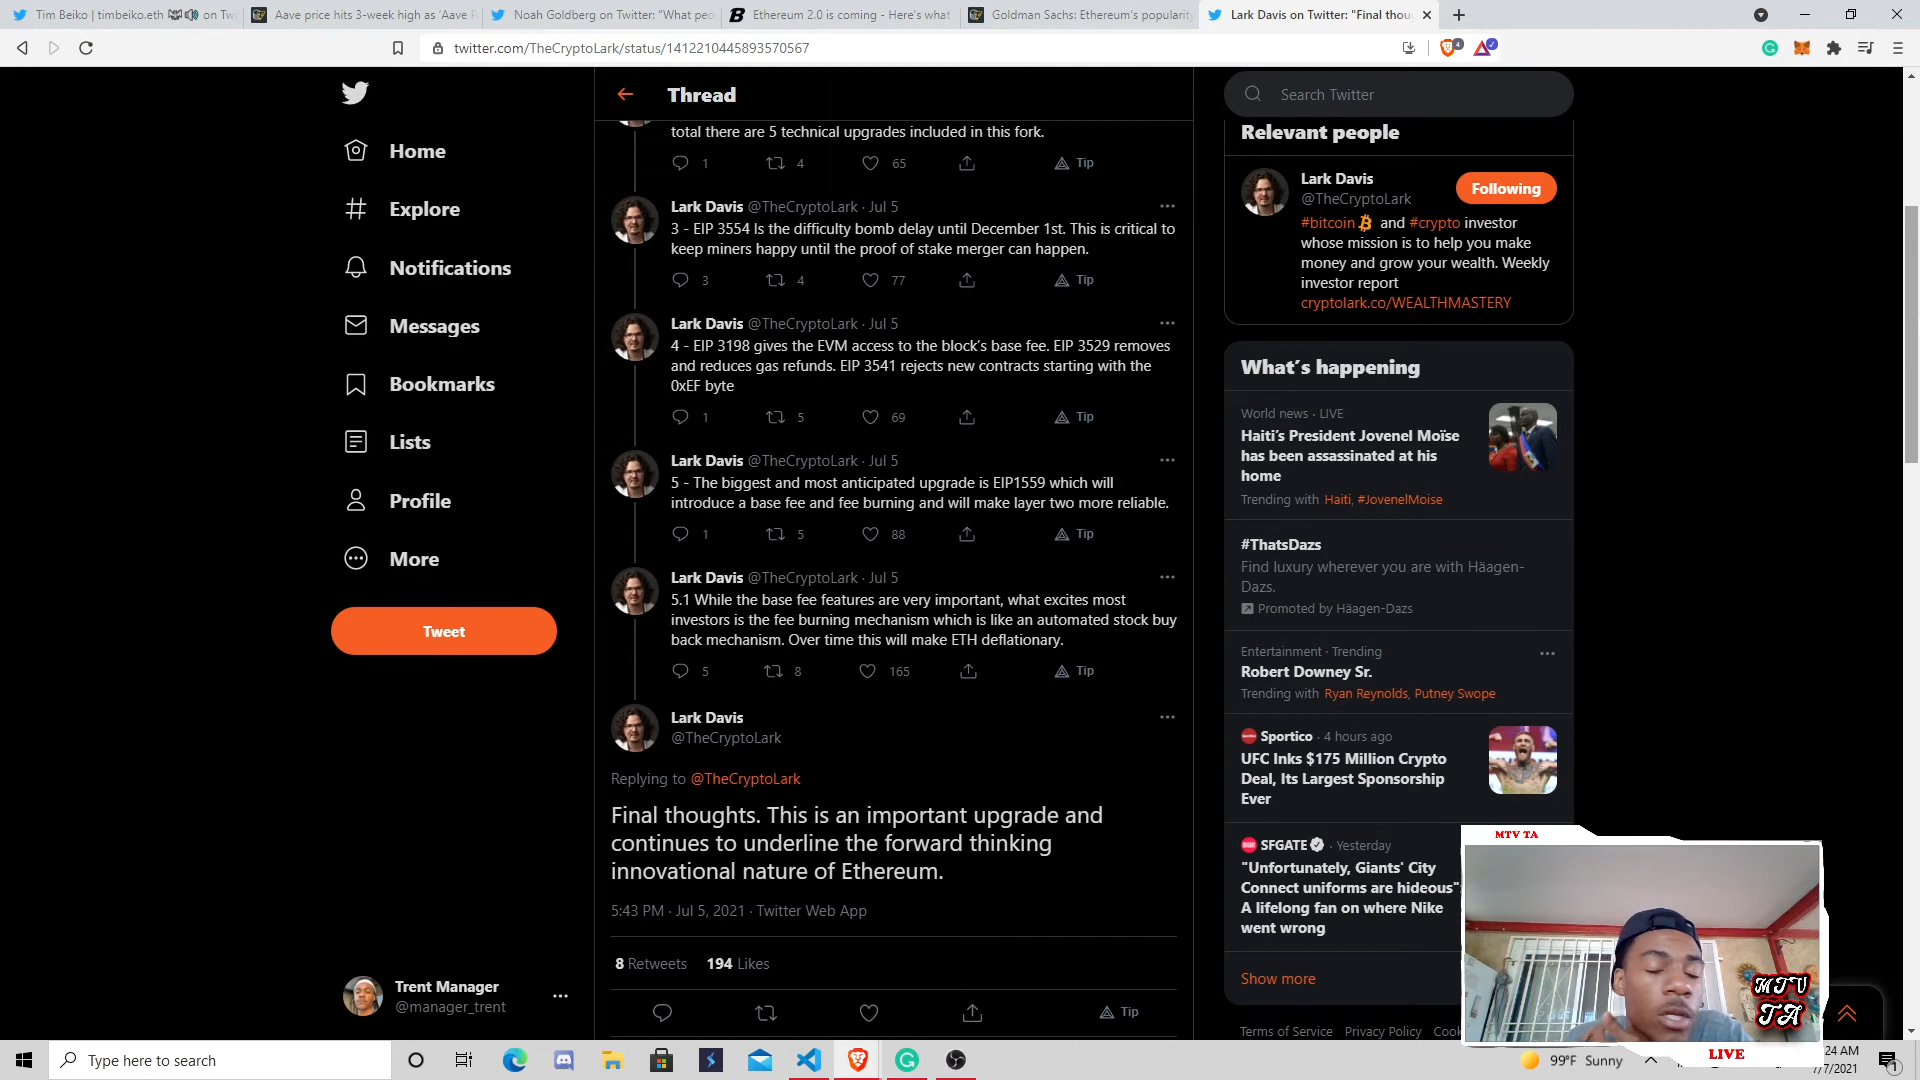 Tim Beiko | timbeiko.eth
on Tw
Aave price hits 3-week high as 'Aave P
Noah Goldberg on Twitter: "What peo
Ethereum 2.0 is coming - Here's what
Goldman Sachs: Ethereum's popularity
Lark Davis on Twitter: "Final thou
twitter.com/TheCryptoLark/status/1412210445893570567
4
Home
Explore
Notifications
Messages
Bookmarks
Lists
Profile
More
Tweet
Trent Manager
@manager_trent
Thread
total there are 5 technical upgrades included in this fork.
1 4 65 Tip
Lark Davis @TheCryptoLark · Jul 5
3 - EIP 3554 Is the difficulty bomb delay until December 1st. This is critical to
keep miners happy until the proof of stake merger can happen.
3 4 77 Tip
Lark Davis @TheCryptoLark · Jul 5
4 - EIP 3198 gives the EVM access to the block's base fee. EIP 3529 removes
and reduces gas refunds. EIP 3541 rejects new contracts starting with the
0xEF byte
1 5 69 Tip
Lark Davis @TheCryptoLark · Jul 5
5 - The biggest and most anticipated upgrade is EIP1559 which will
introduce a base fee and fee burning and will make layer two more reliable.
1 5 88 Tip
Lark Davis @TheCryptoLark · Jul 5
5.1 While the base fee features are very important, what excites most
investors is the fee burning mechanism which is like an automated stock buy
back mechanism. Over time this will make ETH deflationary.
5 8 165 Tip
Lark Davis
@TheCryptoLark
Replying to @TheCryptoLark
Final thoughts. This is an important upgrade and
continues to underline the forward thinking
innovational nature of Ethereum.
5:43 PM · Jul 5, 2021 · Twitter Web App
8 Retweets 194 Likes
Tip
Search Twitter
Relevant people
Lark Davis
@TheCryptoLark
Following
#bitcoin and #crypto investor
whose mission is to help you make
money and grow your wealth. Weekly
investor report
cryptolark.co/WEALTHMASTERY
What's happening
World news · LIVE
Haiti's President Jovenel Moïse
has been assassinated at his
home
Trending with Haiti, #JovenelMoise
#ThatsDazs
Find luxury wherever you are with Häagen-
Dazs.
Promoted by Häagen-Dazs
Entertainment · Trending
Robert Downey Sr.
Trending with Ryan Reynolds, Putney Swope
Sportico · 4 hours ago
UFC Inks $175 Million Crypto
Deal, Its Largest Sponsorship
Ever
SFGATE · Yesterday
"Unfortunately, Giants' City
Connect uniforms are hideous"
A lifelong fan on where Nike
went wrong
Show more
Terms of Service Privacy Policy Cook
MTV TA
MTV
TA
LIVE
Type here to search
99°F Sunny
24 AM
7/7/2021
1